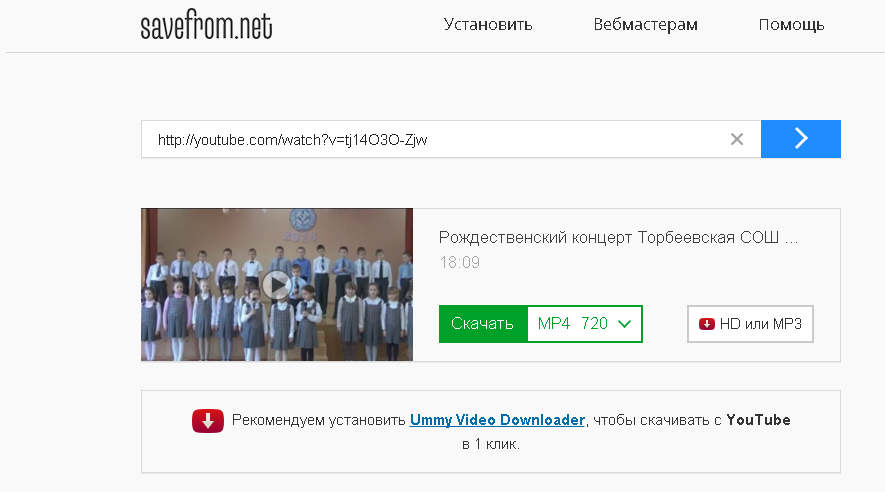 savefrom.net
Установить Вебмастерам Помощь
http://youtube.com/watch?v=tj14O3O-Zjw
2020
Рождественский концерт Торбеевская СОШ ...
18:09
Скачать MP4 720 HD или MP3
Рекомендуем установить Ummy Video Downloader, чтобы скачивать с YouTube
в 1 клик.